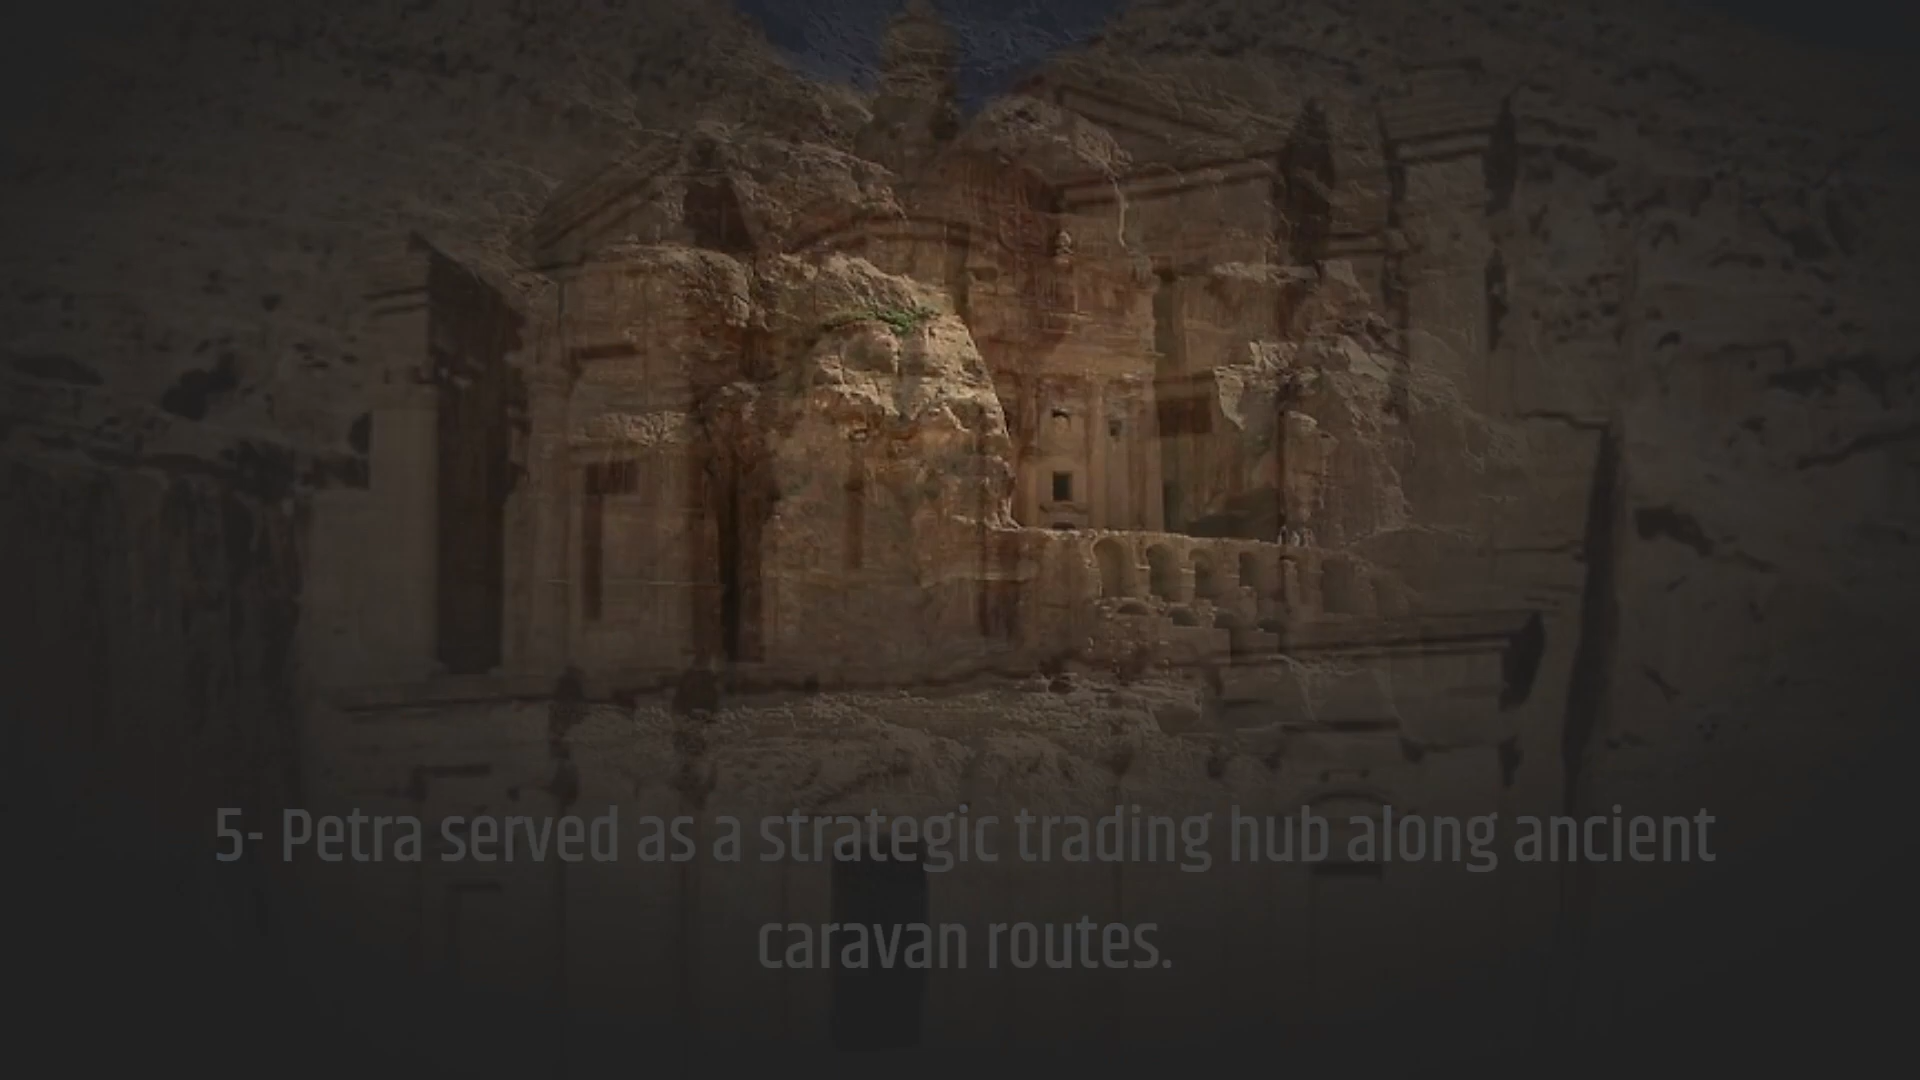 5- Petra served as a strategic trading hub along ancient
caravan routes.